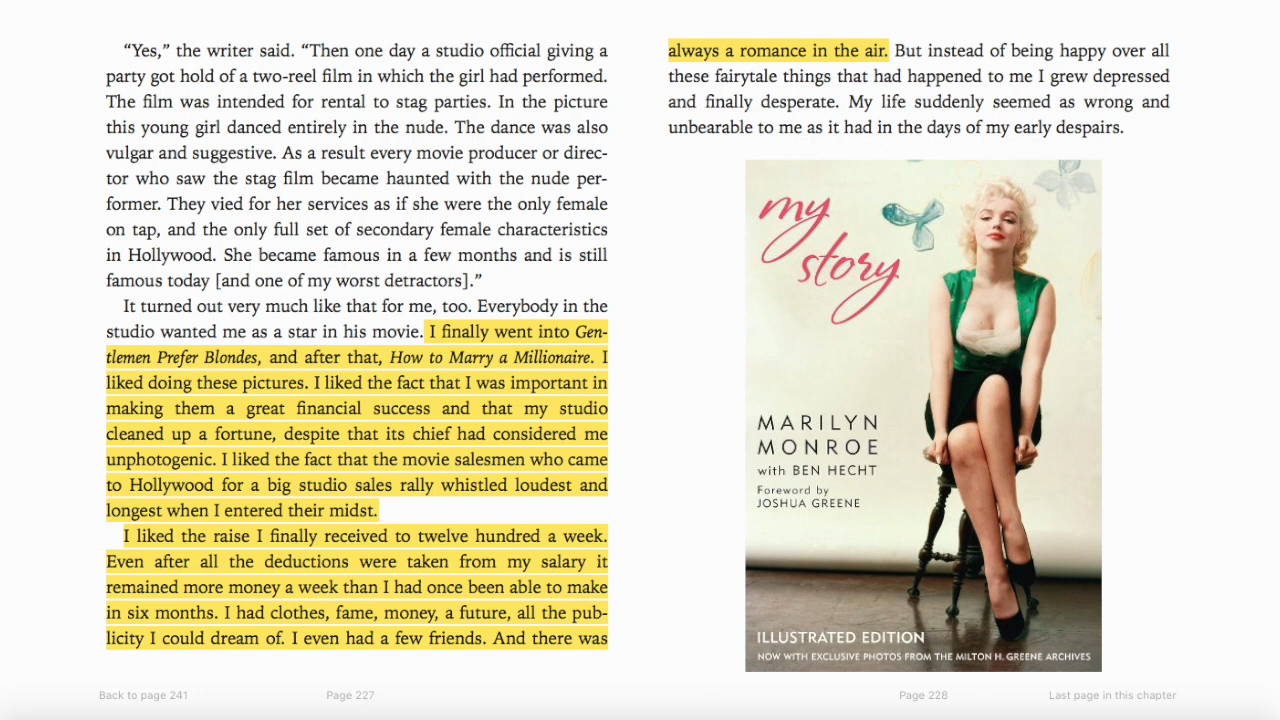 “Yes,” the writer said. “Then one day a studio official giving a
party got hold of a two-reel film in which the girl had performed.
The film was intended for rental to stag parties. In the picture
this young girl danced entirely in the nude. The dance was also
vulgar and suggestive. As a result every movie producer or direc-
tor who saw the stag film became haunted with the nude per-
former. They vied for her services as if she were the only female
on tap, and the only full set of secondary female characteristics
in Hollywood. She became famous in a few months and is still
famous today [and one of my worst detractors].”
It turned out very much like that for me, too. Everybody in the
studio wanted me as a star in his movie. I finally went into Gen-
tlemen Prefer Blondes, and after that, How to Marry a Millionaire. I
liked doing these pictures. I liked the fact that I was important in
making them a great financial success and that my studio
cleaned up a fortune, despite that its chief had considered me
unphotogenic. I liked the fact that the movie salesmen who came
to Hollywood for a big studio sales rally whistled loudest and
longest when I entered their midst.
I liked the raise I finally received to twelve hundred a week.
Even after all the deductions were taken from my salary it
remained more money a week than I had once been able to make
in six months. I had clothes, fame, money, a future, all the pub-
licity I could dream of. I even had a few friends. And there was
always a romance in the air. But instead of being happy over all
these fairytale things that had happened to me I grew depressed
and finally desperate. My life suddenly seemed as wrong and
unbearable to me as it had in the days of my early despairs.
my
story
MARILYN
MONROE
with BEN HECHT
Foreword by
JOSHUA GREENE
ILLUSTRATED EDITION
NOW WITH EXCLUSIVE PHOTOS FROM THE MILTON H. GREENE ARCHIVES
Back to page 241
Page 227
Page 228
Last page in this chapter